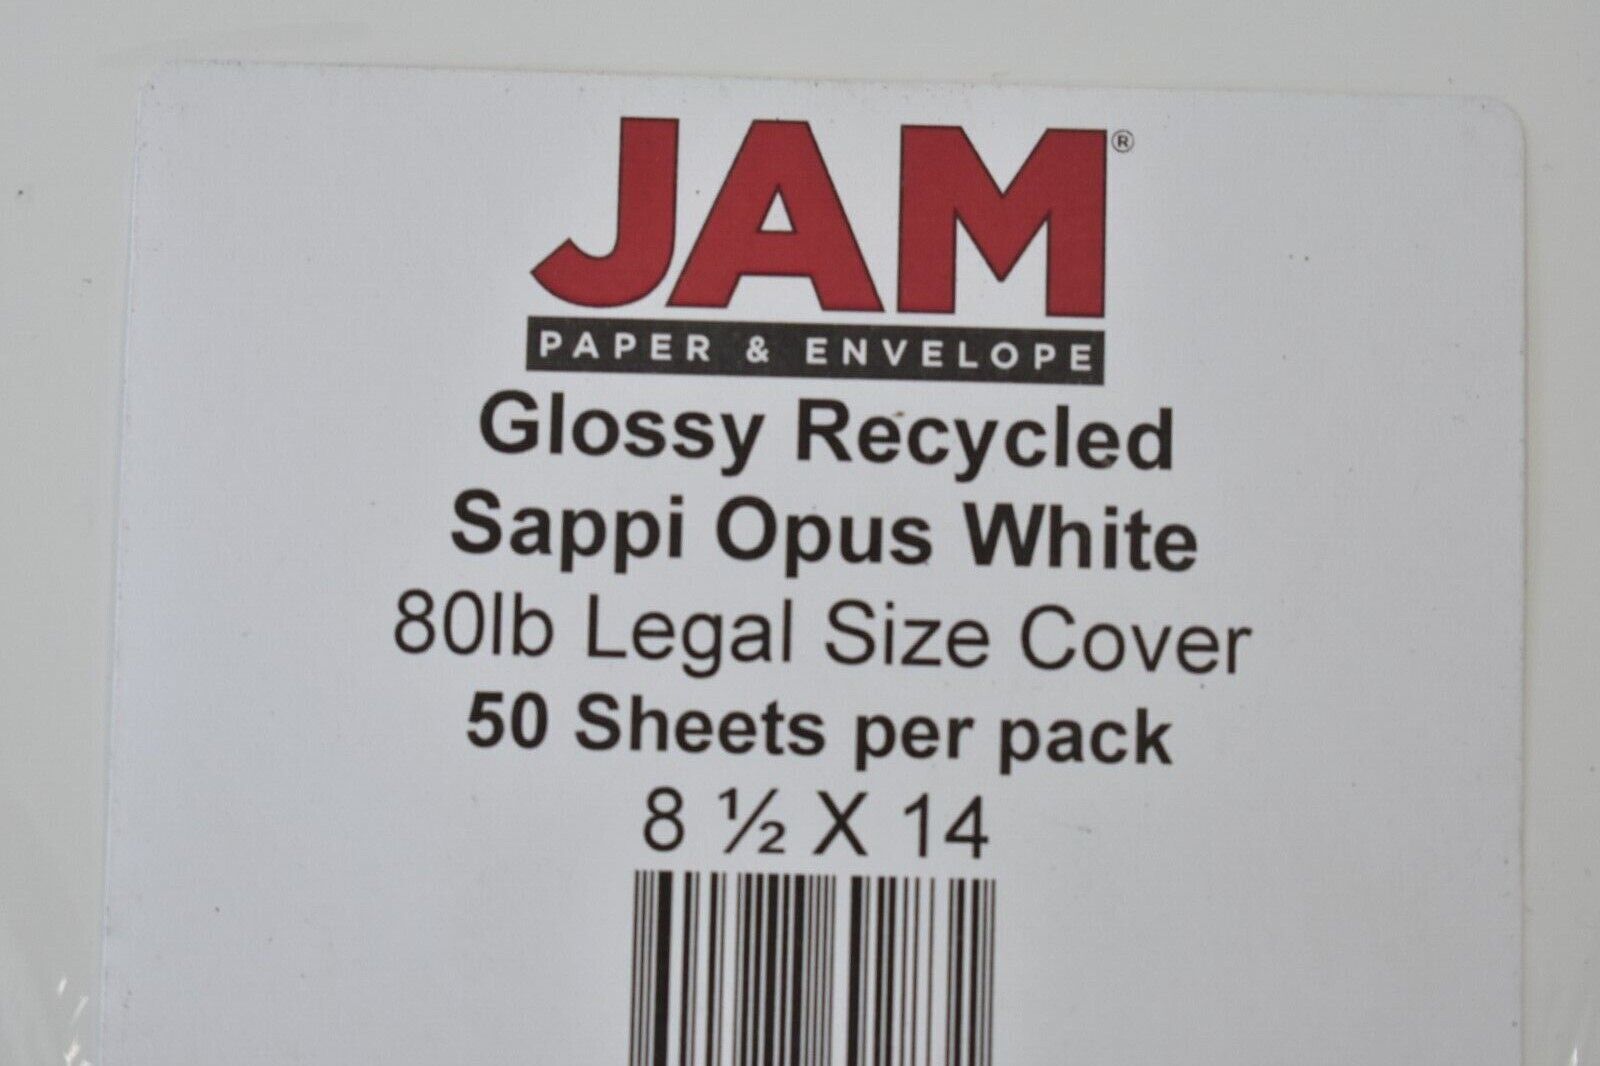 JAM®
PAPER & ENVELOPE
Glossy Recycled
Sappi Opus White
80lb Legal Size Cover
50 Sheets per pack
8 ½ X 14